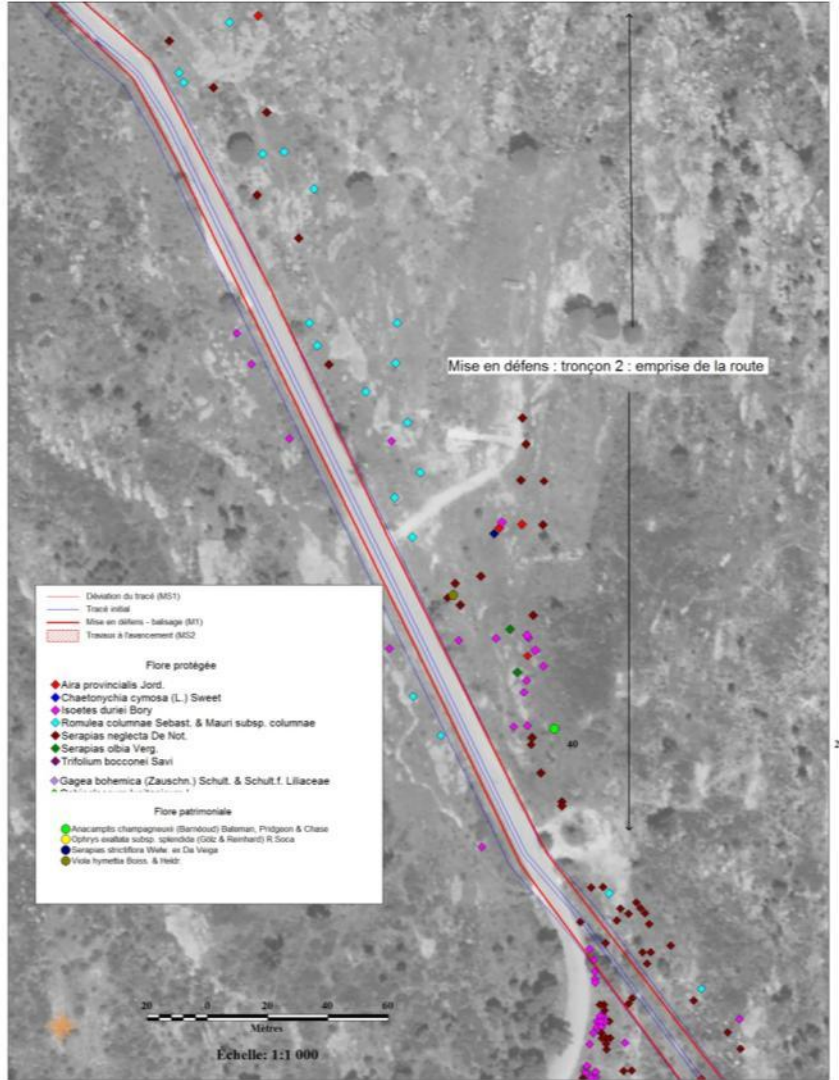 Mise en défens : tronçon 2 : emprise de la route
Déviation du tracé (MS1)
Tracé initial
Mise en défens - balisage (M1)
Travaux à l'avancement (MS2
Flore protégée
Aira provincialis Jord.
Chaetonychia cymosa (L.) Sweet
Isoetes duriei Bory
Romulea columnae Sebast. & Mauri subsp. columnae
Serapias neglecta De Not.
Serapias olbia Verg.
Trifolium bocconei Savi
Gagea bohemica (Zauschn.) Schult. & Schult.f. Liliaceae
Flore patrimoniale
Anacamptis champagneuxii (Barnéoud) Bateman, Pridgeon & Chase
Ophrys exaltata subsp. splendida (Gölz & Reinhard) R.Soca
Serapias strictiflora Welw. ex Da Veiga
Viola hymettia Boiss. & Heldr.
40
2
20 0 20 40 60
Mètres
Échelle: 1:1 000